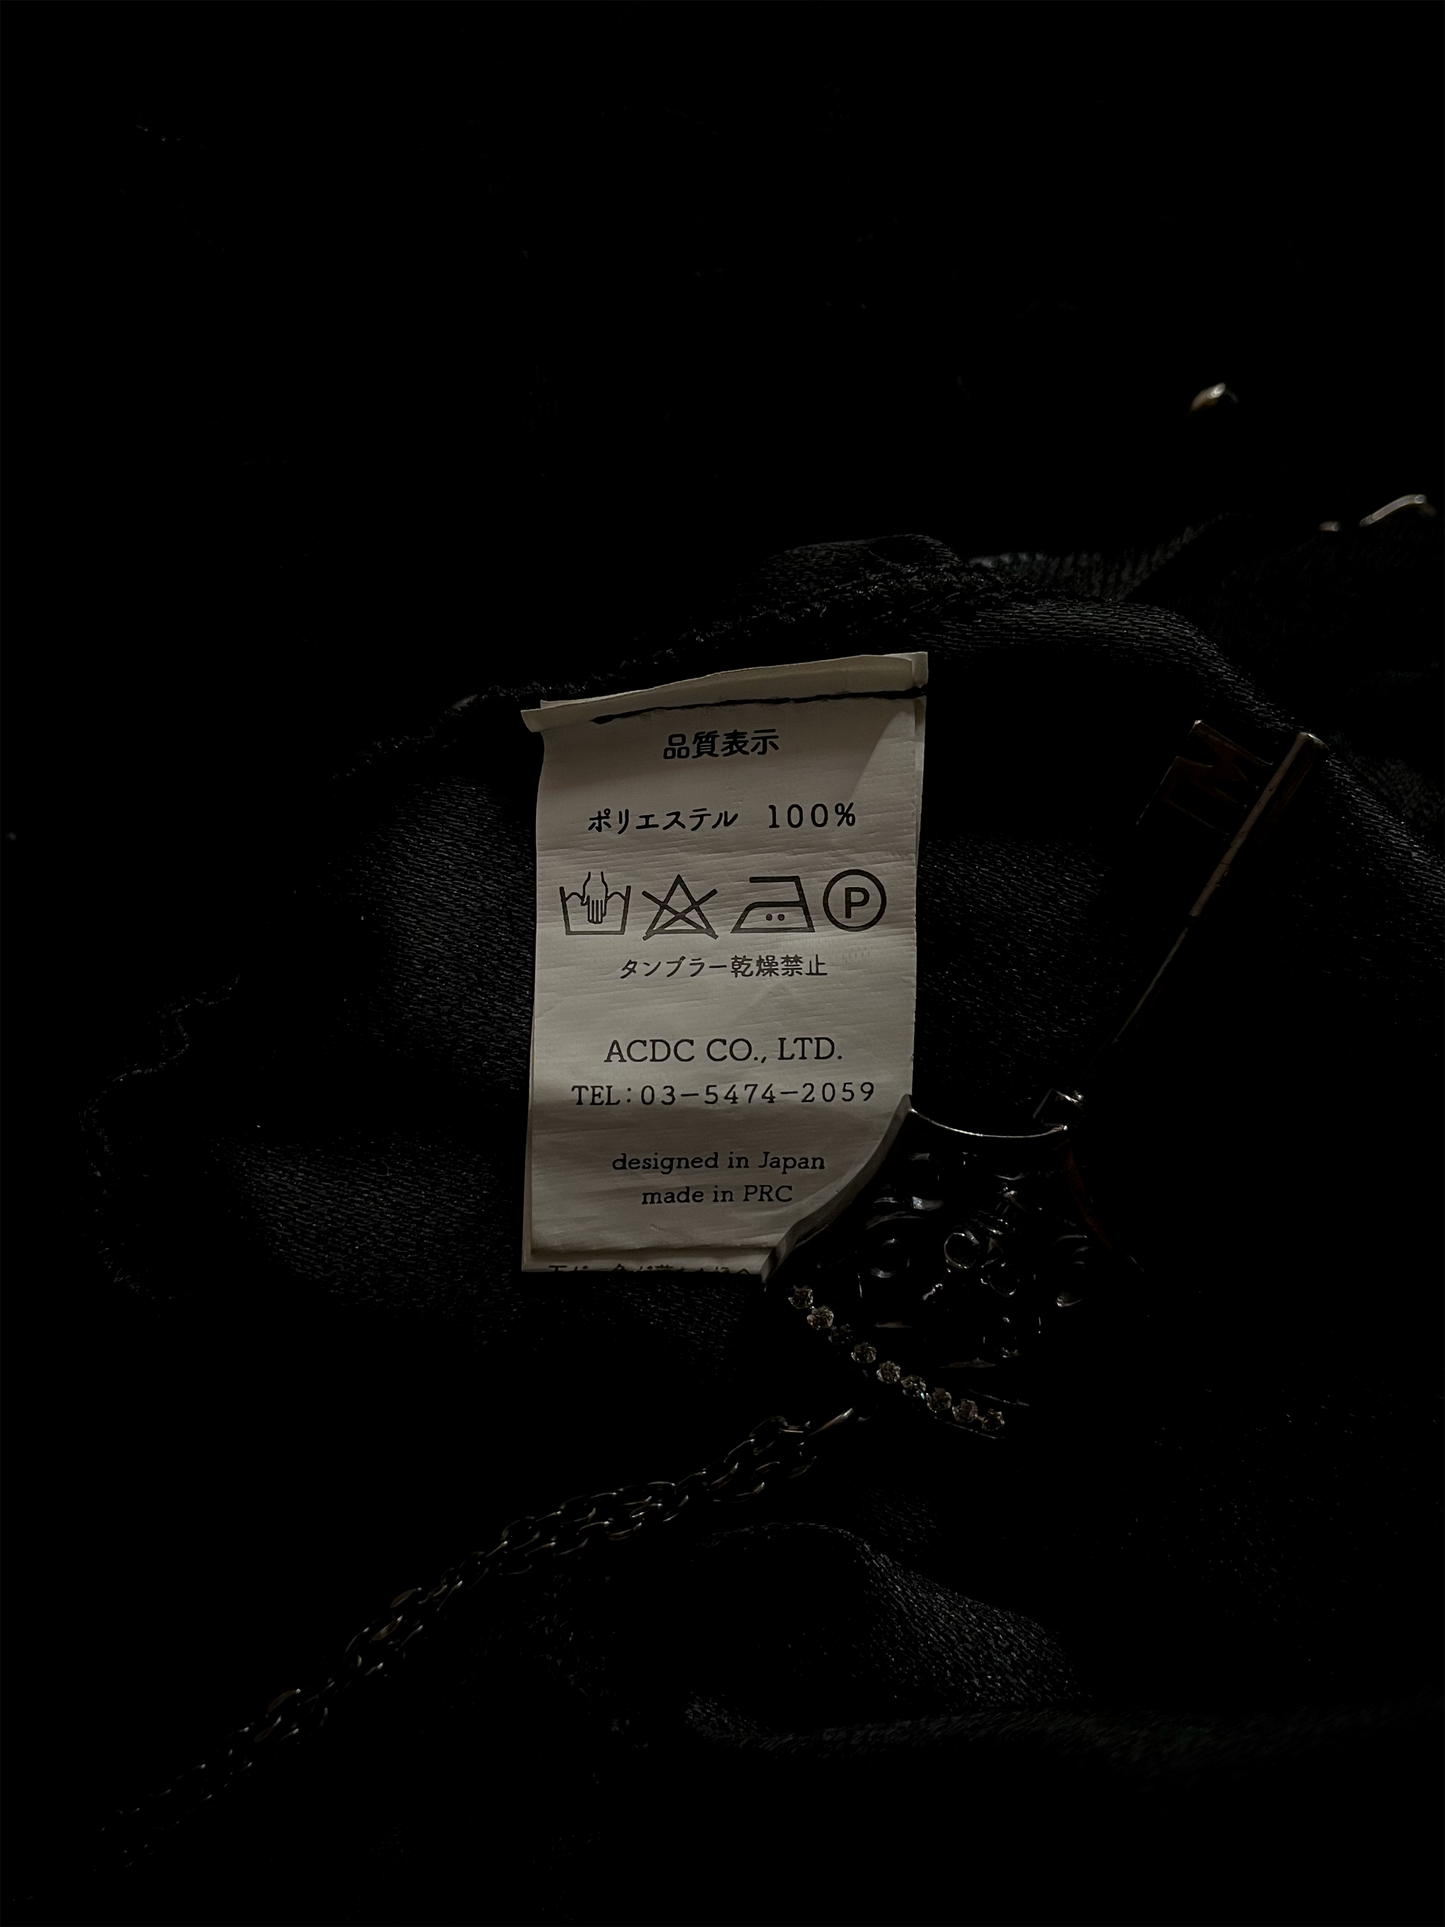 品質表示
ポリエステル 100%
P
タンブラー乾燥禁止
ACDC CO., LTD.
TEL:03-5474-2059
designed in Japan
made in PRC